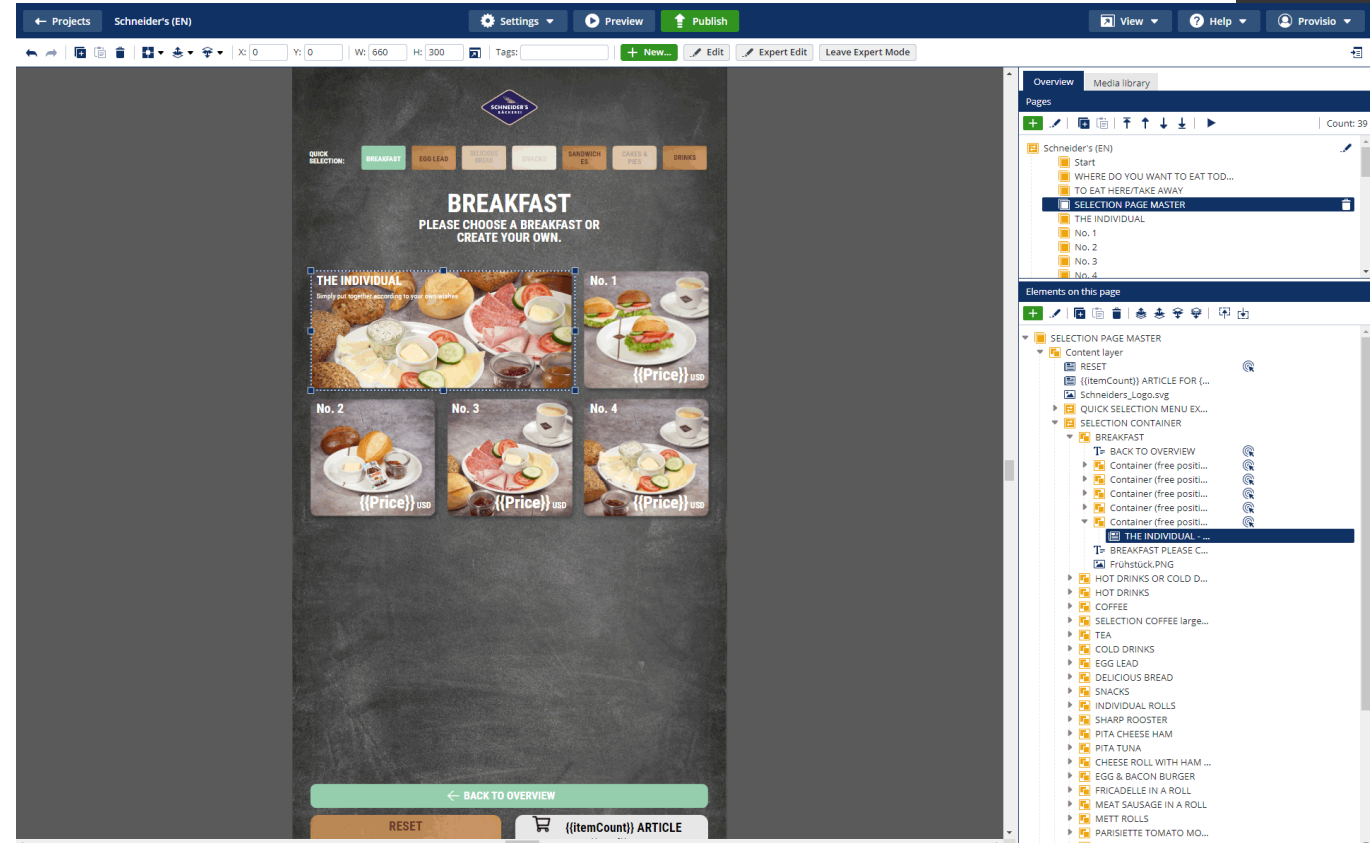 Projects
Schneider's (EN)
Settings
Preview
Publish
View
Help
Provisio
X: 0
Y: 0
W: 660
H: 300
Tags:
New...
Edit
Expert Edit
Leave Expert Mode
SCHNEIDER'S
BÄCKEREI
QUICK
SELECTION:
BREAKFAST
EGG LEAD
DELICIOUS
BREAD
SNACKS
SANDWICH
ES
CAKES &
PIES
DRINKS
BREAKFAST
PLEASE CHOOSE A BREAKFAST OR
CREATE YOUR OWN.
THE INDIVIDUAL
Simply put together according to your own wishes
No. 1
{{Price}} USD
No. 2
{{Price}} USD
No. 3
{{Price}} USD
No. 4
{{Price}} USD
BACK TO OVERVIEW
RESET
{{itemCount}} ARTICLE
Overview
Media library
Pages
Count: 39
Schneider's (EN)
Start
WHERE DO YOU WANT TO EAT TOD...
TO EAT HERE/TAKE AWAY
SELECTION PAGE MASTER
THE INDIVIDUAL
No. 1
No. 2
No. 3
No. 4
Elements on this page
SELECTION PAGE MASTER
Content layer
RESET
{{itemCount}} ARTICLE FOR {...
Schneiders_Logo.svg
QUICK SELECTION MENU EX...
SELECTION CONTAINER
BREAKFAST
BACK TO OVERVIEW
Container (free positi...
Container (free positi...
Container (free positi...
Container (free positi...
Container (free positi...
THE INDIVIDUAL - ...
BREAKFAST PLEASE C...
Frühstück.PNG
HOT DRINKS OR COLD D...
HOT DRINKS
COFFEE
SELECTION COFFEE large...
TEA
COLD DRINKS
EGG LEAD
DELICIOUS BREAD
SNACKS
INDIVIDUAL ROLLS
SHARP ROOSTER
PITA CHEESE HAM
PITA TUNA
CHEESE ROLL WITH HAM ...
EGG & BACON BURGER
FRICADELLE IN A ROLL
MEAT SAUSAGE IN A ROLL
METT ROLLS
PARISIETTE TOMATO MO...